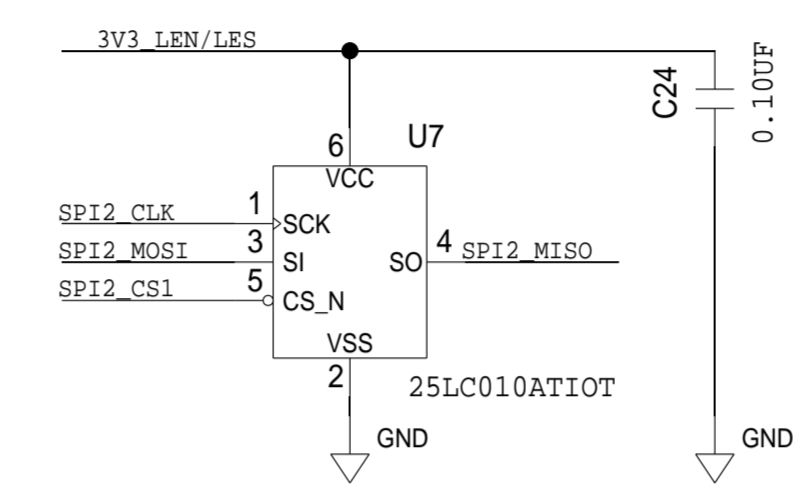 3V3_LEN/LES
C24
0.10UF
U7
6
VCC
SPI2_CLK
1
SCK
SPI2_MOSI
3
SI
SO
4
SPI2_MISO
SPI2_CS1
5
CS_N
VSS
2
25LC010ATIOT
GND
GND